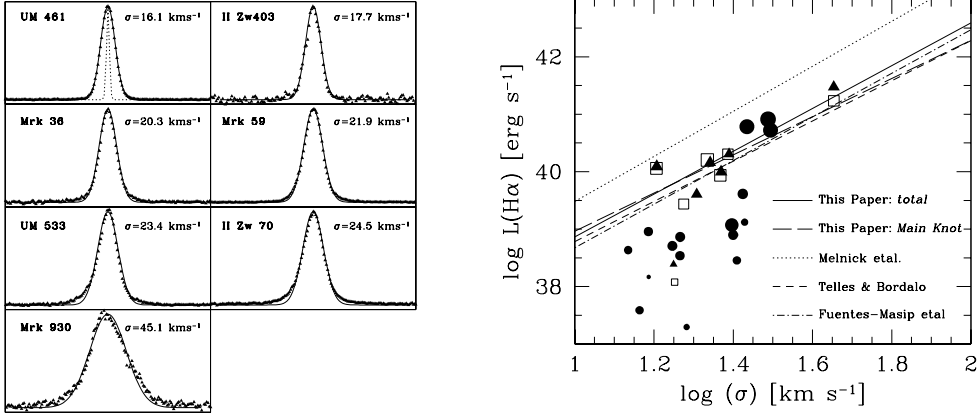 UM 461 σ=16.1 kms⁻¹
II Zw403 σ=17.7 kms⁻¹
Mrk 36 σ=20.3 kms⁻¹
Mrk 59 σ=21.9 kms⁻¹
UM 533 σ=23.4 kms⁻¹
II Zw 70 σ=24.5 kms⁻¹
Mrk 930 σ=45.1 kms⁻¹
log L(Hα) [erg s⁻¹]
42
40
38
This Paper: total
This Paper: Main Knot
Melnick etal.
Telles & Bordalo
Fuentes-Masip etal
1 1.2 1.4 1.6 1.8 2
log (σ) [km s⁻¹]